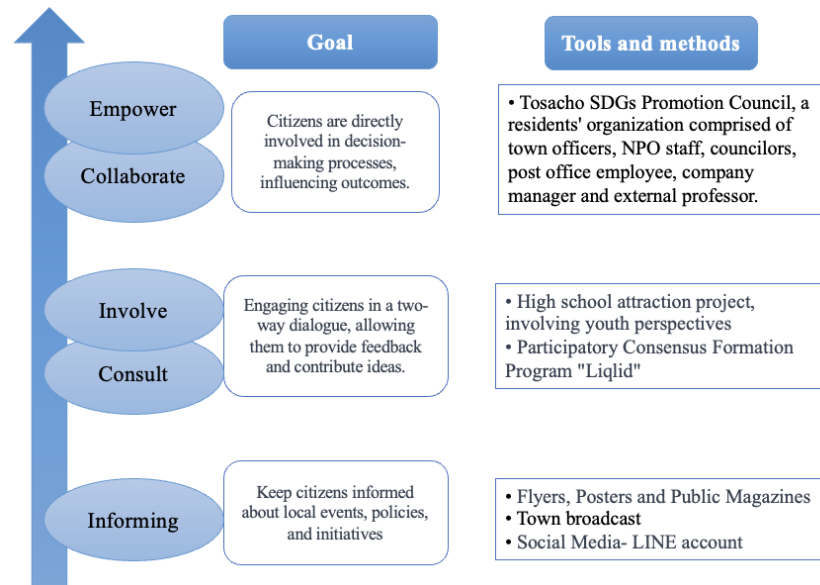 Goal
Tools and methods
Empower
Collaborate
Citizens are directly
involved in decision-
making processes,
influencing outcomes.
• Tosacho SDGs Promotion Council, a
residents' organization comprised of
town officers, NPO staff, councilors,
post office employee, company
manager and external professor.
Involve
Consult
Engaging citizens in a two-
way dialogue, allowing
them to provide feedback
and contribute ideas.
• High school attraction project,
involving youth perspectives
• Participatory Consensus Formation
Program "Liqlid"
Informing
Keep citizens informed
about local events, policies,
and initiatives
• Flyers, Posters and Public Magazines
• Town broadcast
• Social Media- LINE account